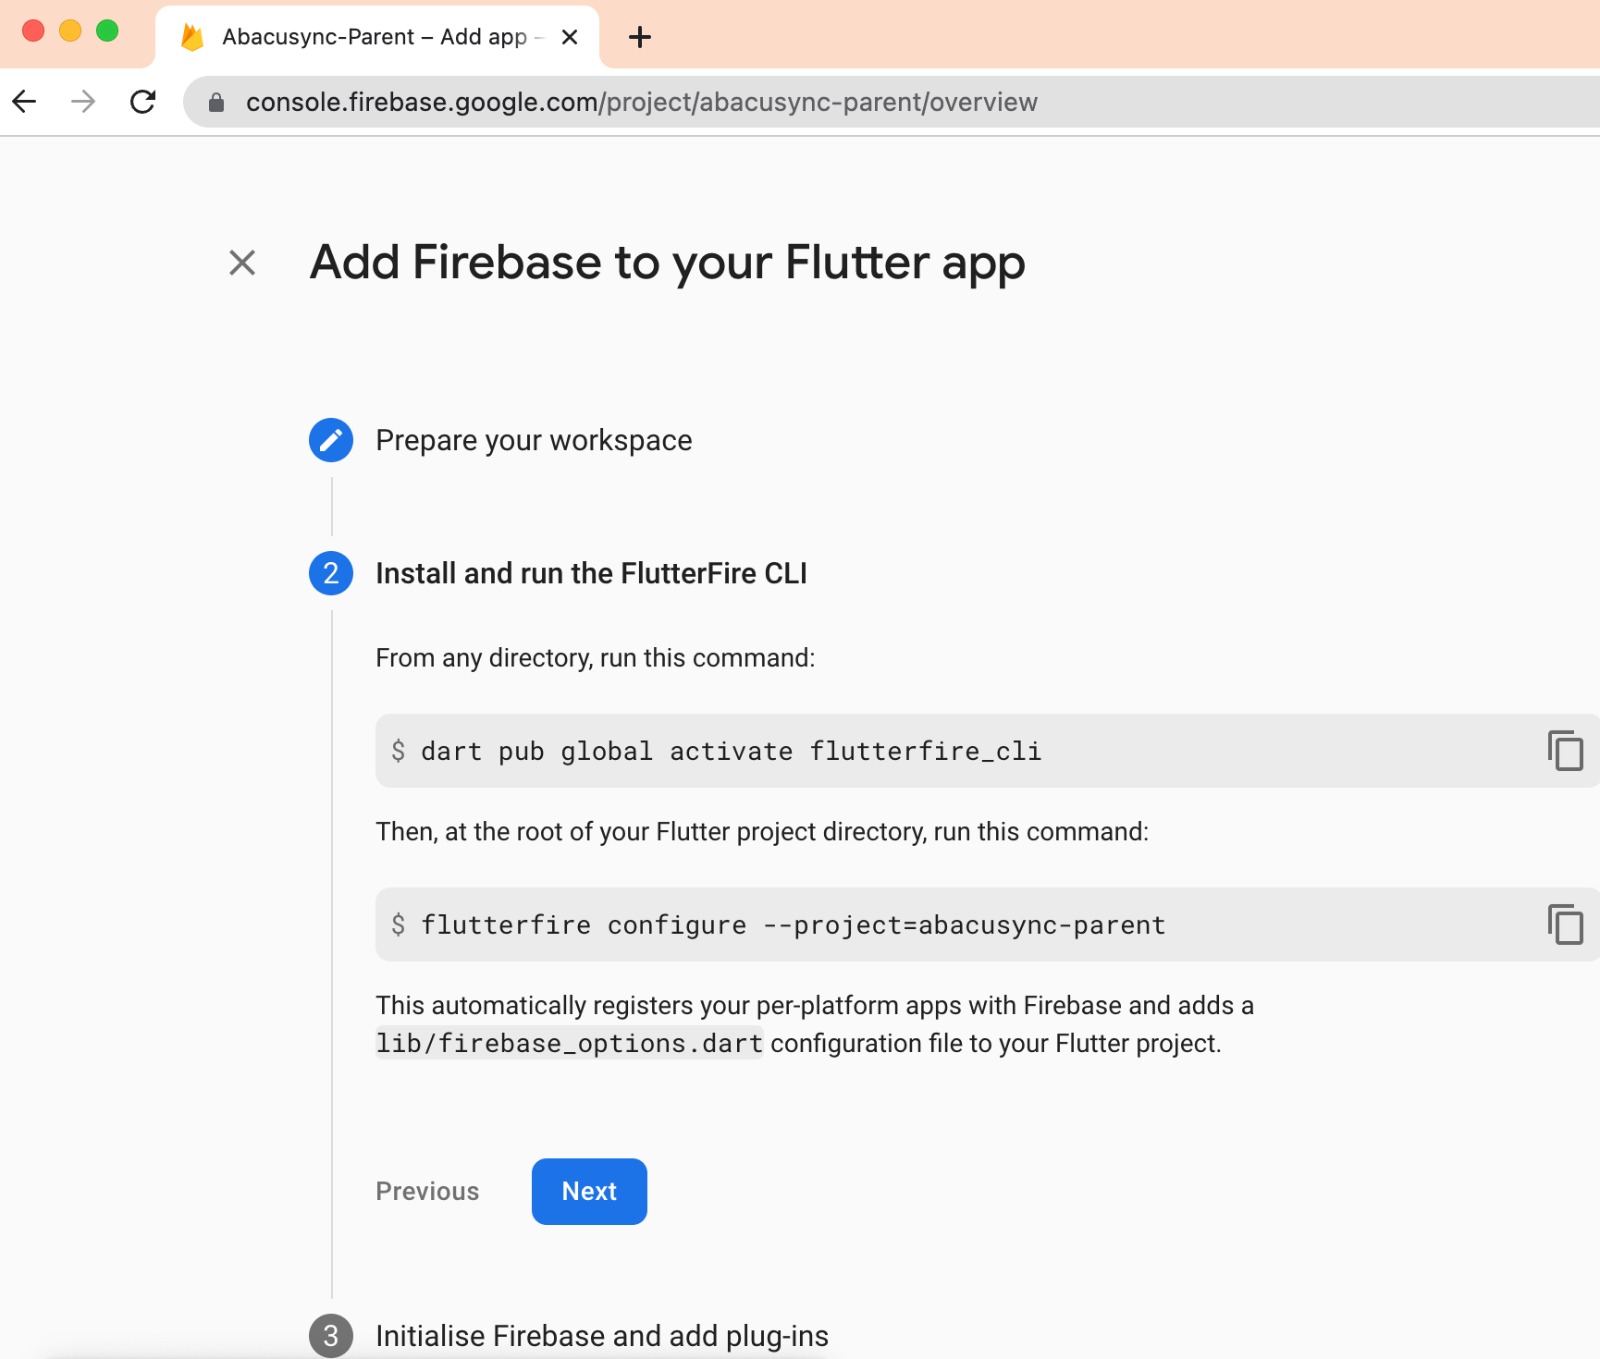 Abacusync-Parent – Add app –
console.firebase.google.com/project/abacusync-parent/overview
Add Firebase to your Flutter app
Prepare your workspace
2 Install and run the FlutterFire CLI
From any directory, run this command:
$ dart pub global activate flutterfire_cli
Then, at the root of your Flutter project directory, run this command:
$ flutterfire configure --project=abacusync-parent
This automatically registers your per-platform apps with Firebase and adds a
lib/firebase_options.dart configuration file to your Flutter project.
Previous Next
3 Initialise Firebase and add plug-ins